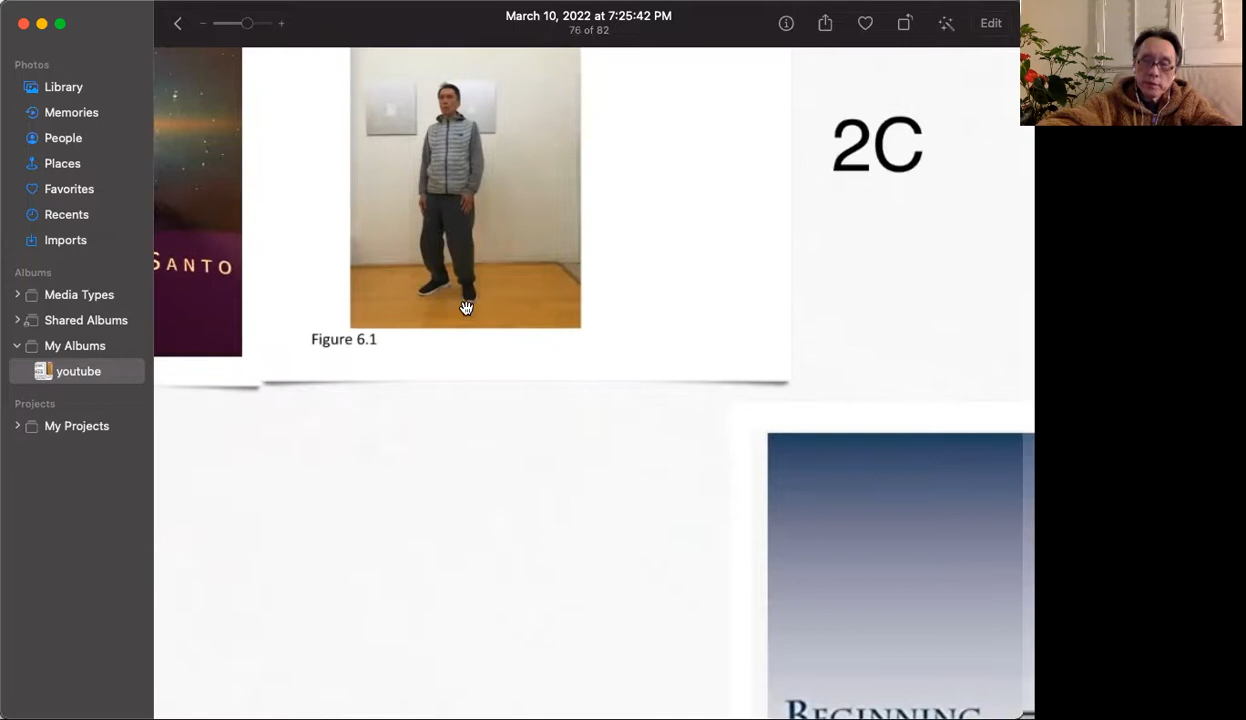 March 10, 2022 at 7:25:42 PM
76 of 82
Edit
Photos
Library
Memories
People
Places
Favorites
Recents
Imports
Albums
Media Types
Shared Albums
My Albums
youtube
Projects
My Projects
SANTO
Figure 6.1
2C
BEGINNING